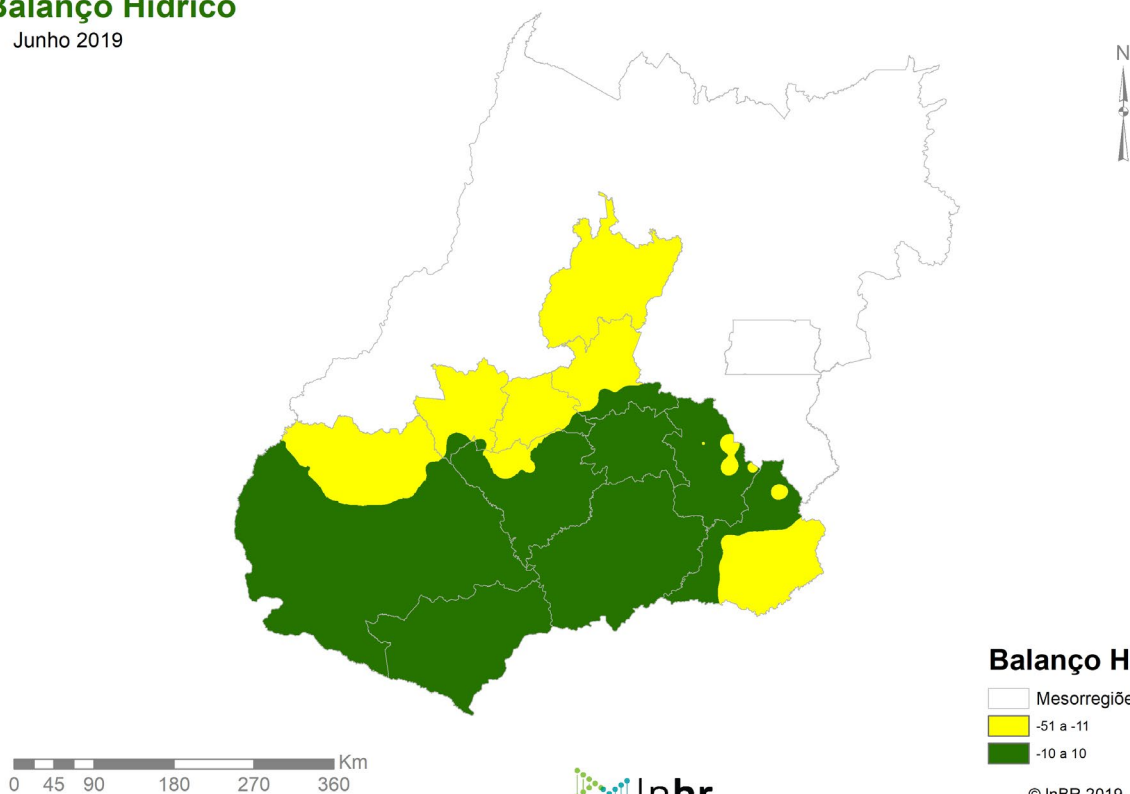 Balanço Hídrico
Junho 2019
N
Balanço H
Mesorregiõe
-51 a -11
-10 a 10
Km
0 45 90 180 270 360
Inbr
© InBR 2019